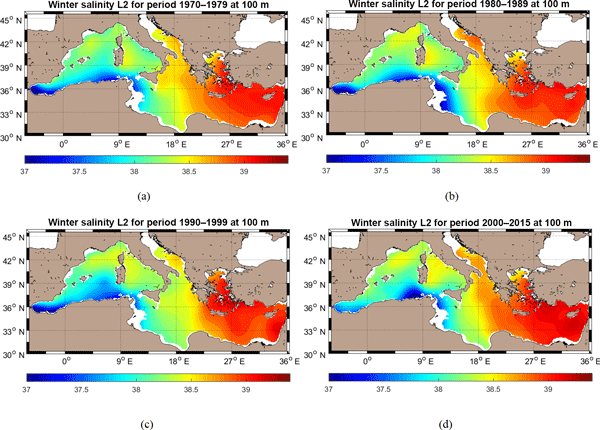 Winter salinity L2 for period 1970–1979 at 100 m
45° N
42° N
39° N
36° N
33° N
30° N
0°
9° E
18° E
27° E
36° E
37
37.5
38
38.5
39
(a)
Winter salinity L2 for period 1980–1989 at 100 m
45° N
42° N
39° N
36° N
33° N
30° N
0°
9° E
18° E
27° E
36° E
37
37.5
38
38.5
39
(b)
Winter salinity L2 for period 1990–1999 at 100 m
45° N
42° N
39° N
36° N
33° N
30° N
0°
9° E
18° E
27° E
36° E
37
37.5
38
38.5
39
(c)
Winter salinity L2 for period 2000–2015 at 100 m
45° N
42° N
39° N
36° N
33° N
30° N
0°
9° E
18° E
27° E
36° E
37
37.5
38
38.5
39
(d)